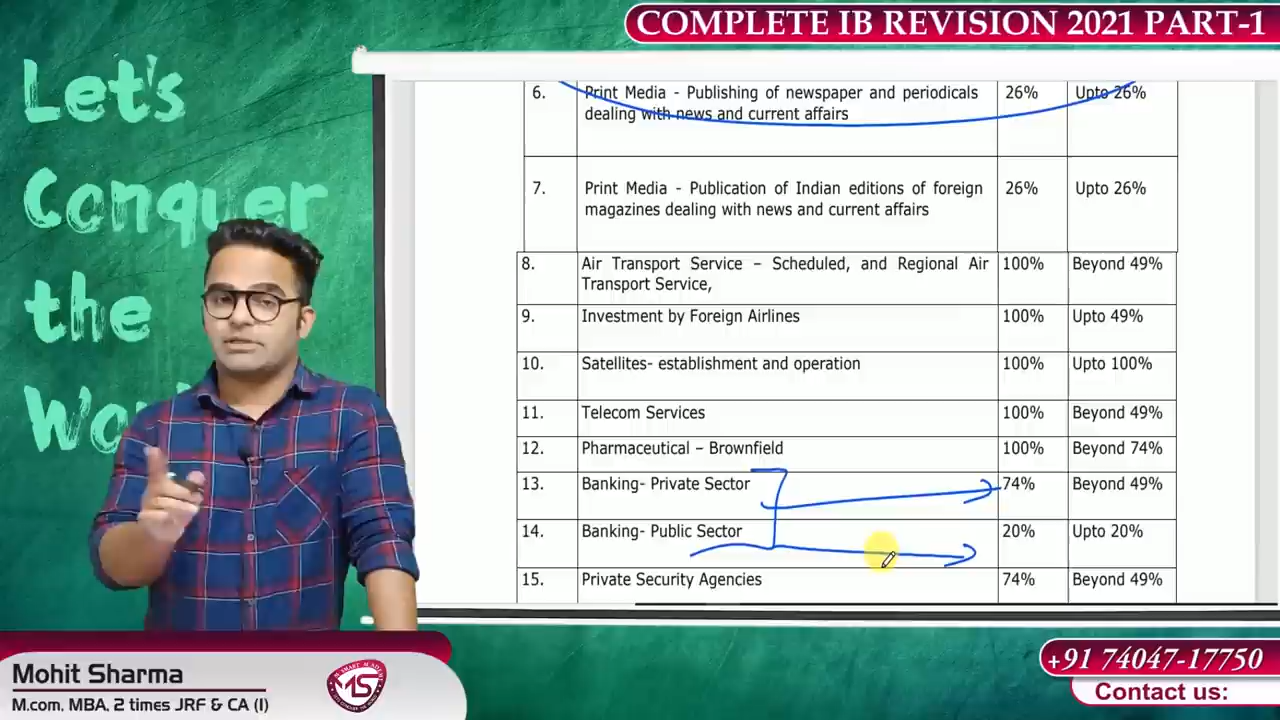 COMPLETE IB REVISION 2021 PART-1
Let's
Conquer
the
6. Print Media - Publishing of newspaper and periodicals 26% Upto 26%
dealing with news and current affairs
7. Print Media - Publication of Indian editions of foreign 26% Upto 26%
magazines dealing with news and current affairs
8. Air Transport Service – Scheduled, and Regional Air 100% Beyond 49%
Transport Service,
9. Investment by Foreign Airlines 100% Upto 49%
10. Satellites- establishment and operation 100% Upto 100%
11. Telecom Services 100% Beyond 49%
12. Pharmaceutical – Brownfield 100% Beyond 74%
13. Banking- Private Sector 74% Beyond 49%
14. Banking- Public Sector 20% Upto 20%
15. Private Security Agencies 74% Beyond 49%
Mohit Sharma
M.com, MBA, 2 times JRF & CA (I)
MS
+91 74047-17750
Contact us: